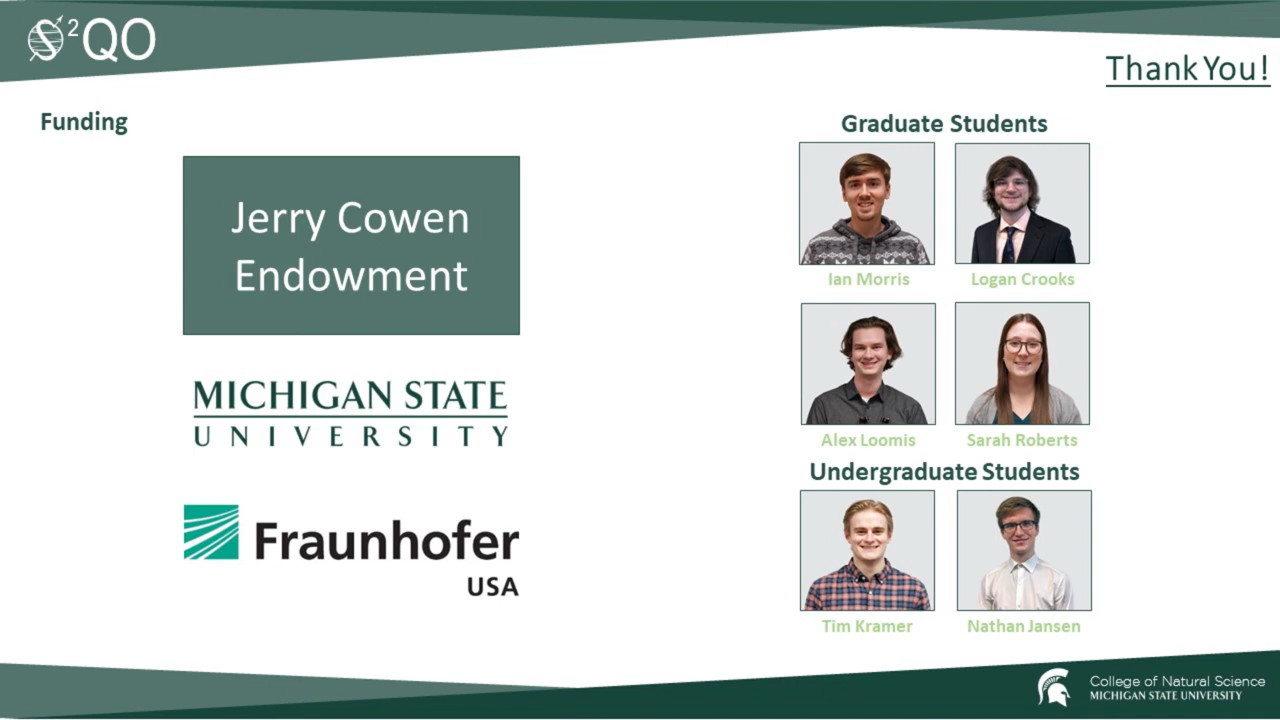 S²QO
Thank You!
Funding
Jerry Cowen
Endowment
MICHIGAN STATE
UNIVERSITY
Fraunhofer
USA
Graduate Students
Ian Morris
Logan Crooks
Alex Loomis
Sarah Roberts
Undergraduate Students
Tim Kramer
Nathan Jansen
College of Natural Science
MICHIGAN STATE UNIVERSITY